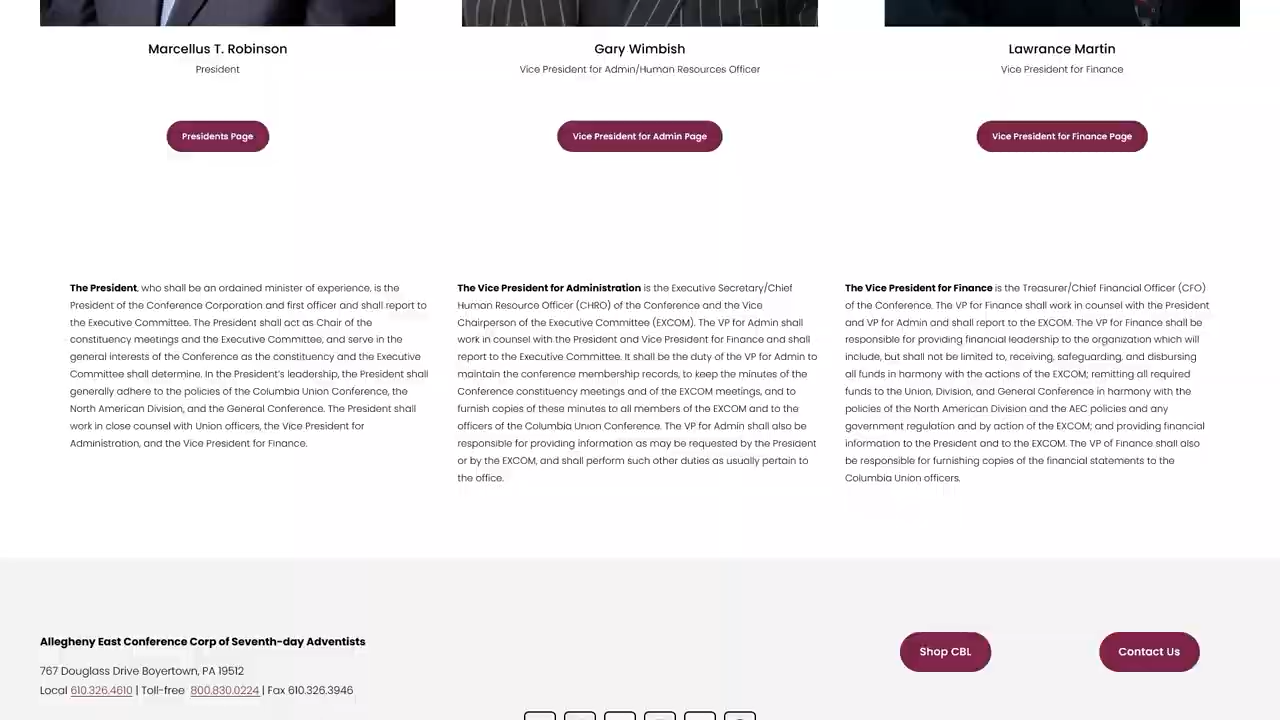 Marcellus T. Robinson
President
Presidents Page
Gary Wimbish
Vice President for Admin/Human Resources Officer
Vice President for Admin Page
Lawrance Martin
Vice President for Finance
Vice President for Finance Page
The President, who shall be an ordained minister of experience, is the
President of the Conference Corporation and first officer and shall report to
the Executive Committee. The President shall act as Chair of the
constituency meetings and the Executive Committee, and serve in the
general interests of the Conference as the constituency and the Executive
Committee shall determine. In the President's leadership, the President shall
generally adhere to the policies of the Columbia Union Conference, the
North American Division, and the General Conference. The President shall
work in close counsel with Union officers, the Vice President for
Administration, and the Vice President for Finance.
The Vice President for Administration is the Executive Secretary/Chief
Human Resource Officer (CHRO) of the Conference and the Vice
Chairperson of the Executive Committee (EXCOM). The VP for Admin shall
work in counsel with the President and Vice President for Finance and shall
report to the Executive Committee. It shall be the duty of the VP for Admin to
maintain the conference membership records, to keep the minutes of the
Conference constituency meetings and of the EXCOM meetings, and to
furnish copies of these minutes to all members of the EXCOM and to the
officers of the Columbia Union Conference. The VP for Admin shall also be
responsible for providing information as may be requested by the President
or by the EXCOM, and shall perform such other duties as usually pertain to
the office.
The Vice President for Finance is the Treasurer/Chief Financial Officer (CFO)
of the Conference. The VP for Finance shall work in counsel with the President
and VP for Admin and shall report to the EXCOM. The VP for Finance shall be
responsible for providing financial leadership to the organization which will
include, but shall not be limited to, receiving, safeguarding, and disbursing
all funds in harmony with the actions of the EXCOM; remitting all required
funds to the Union, Division, and General Conference in harmony with the
policies of the North American Division and the AEC policies and any
government regulation and by action of the EXCOM; and providing financial
information to the President and to the EXCOM. The VP of Finance shall also
be responsible for furnishing copies of the financial statements to the
Columbia Union officers.
Allegheny East Conference Corp of Seventh-day Adventists
767 Douglass Drive Boyertown, PA 19512
Local 610.326.4610 | Toll-free 800.830.0224 | Fax 610.326.3946
Shop CBL
Contact Us